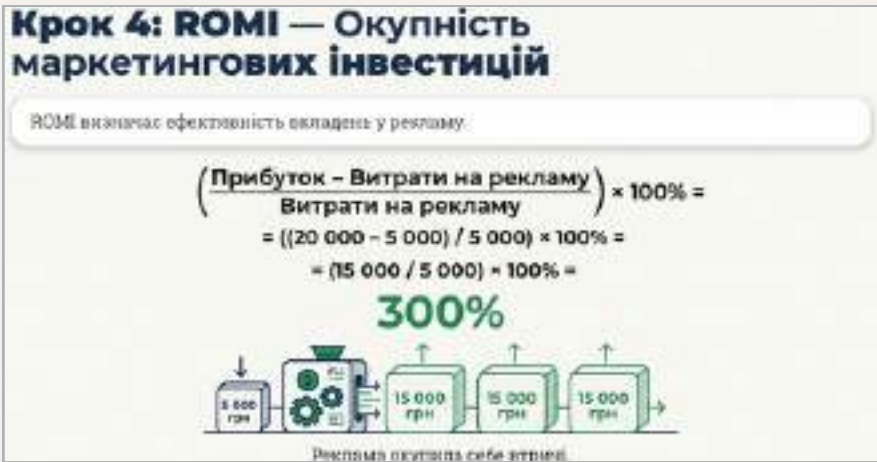 Крок 4: ROMI — Окупність
маркетингових інвестицій
ROMI визначає ефективність вкладень у рекламу.
(Прибуток – Витрати на рекламу
Витрати на рекламу) × 100% =
= ((20 000 – 5 000) / 5 000) × 100% =
= (15 000 / 5 000) × 100% =
300%
5 000
грн
15 000
грн
15 000
грн
15 000
грн
Реклама окупила себе втричі.